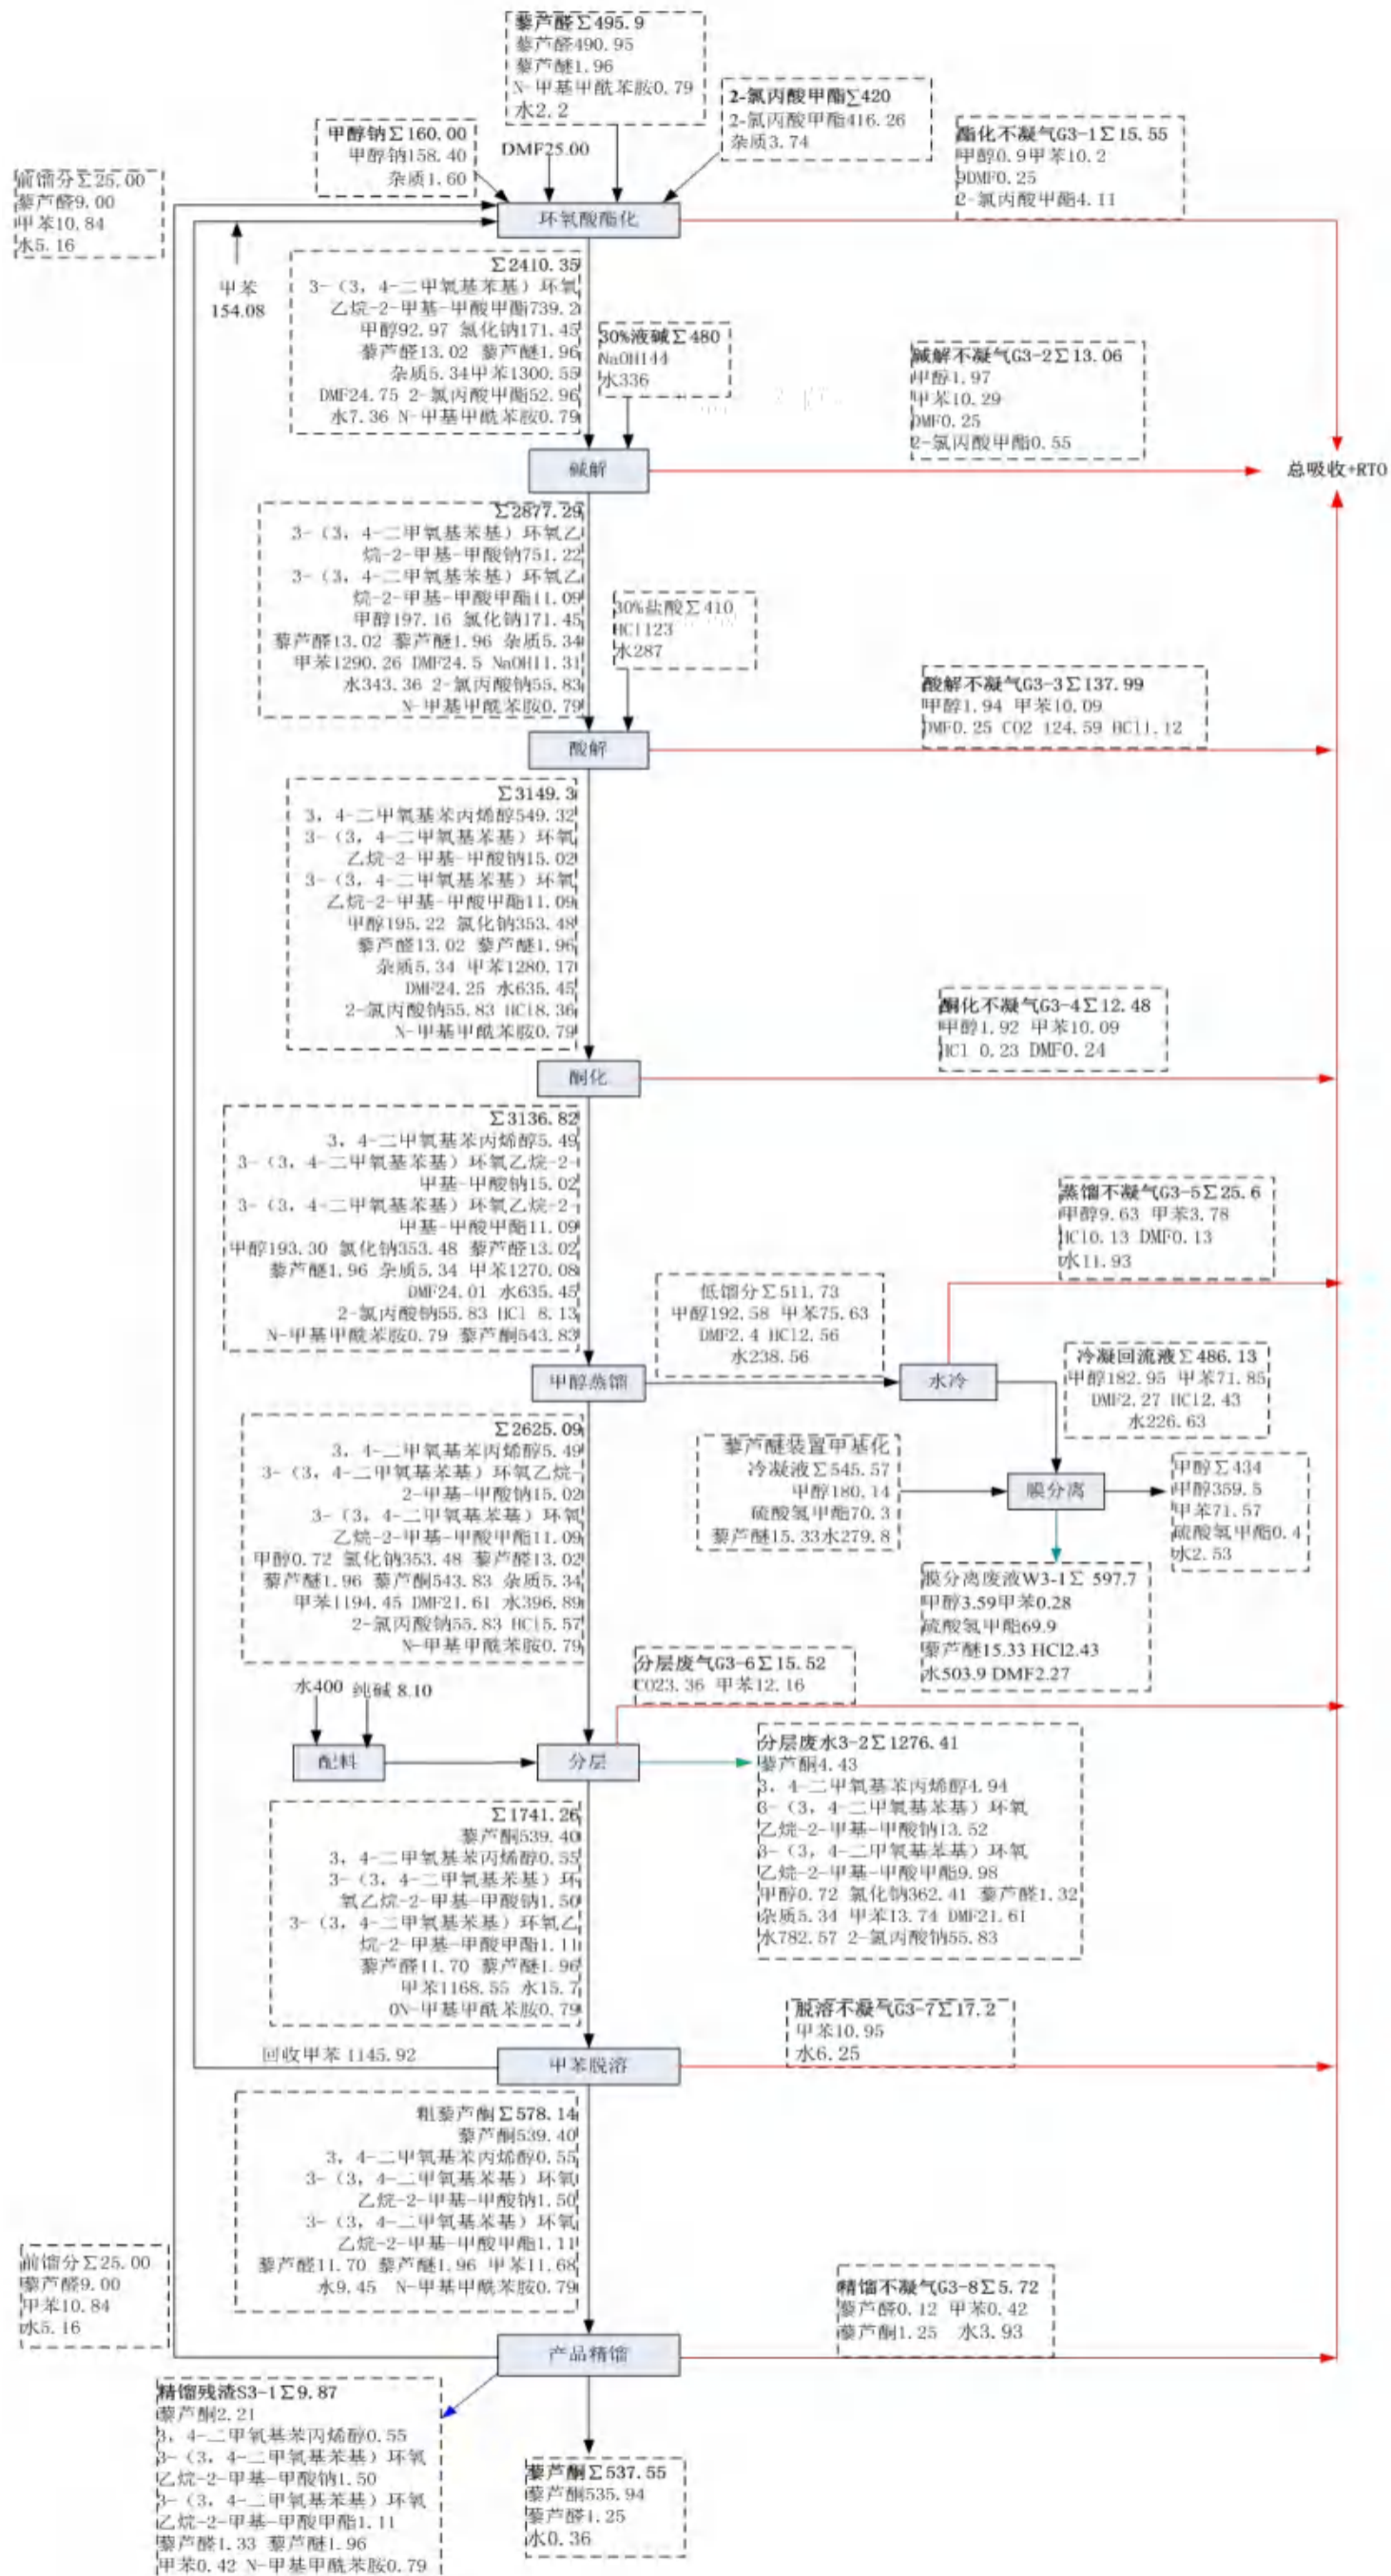 藜芦醛∑495.9
藜芦醛490.95
藜芦醚1.96
N-甲基甲酰苯胺0.79
水2.2
2-氯丙酸甲酯∑420
2-氯丙酸甲酯416.26
杂质3.74
甲醇钠∑160.00
甲醇钠158.40
杂质1.60
DMF25.00
酯化不凝气G3-1∑15.55
甲醇0.9甲苯10.2
9DMF0.25
2-氯丙酸甲酯4.11
前馏分∑25.00
藜芦醛9.00
甲苯10.84
水5.16
环氧酸酯化
甲苯
154.08
∑2410.35
3-（3，4-二甲氧基苯基）环氧
乙烷-2-甲基-甲酸甲酯739.2
甲醇92.97 氯化钠171.45
藜芦醛13.02 藜芦醚1.96
杂质5.34甲苯1300.55
DMF24.75 2-氯丙酸甲酯52.96
水7.36 N-甲基甲酰苯胺0.79
30%液碱∑480
NaOH144
水336
碱解不凝气G3-2∑13.06
甲醇1.97
甲苯10.29
DMF0.25
2-氯丙酸甲酯0.55
碱解
总吸收+RTO
∑2877.29
3-（3，4-二甲氧基苯基）环氧乙
烷-2-甲基-甲酸钠751.22
3-（3，4-二甲氧基苯基）环氧乙
烷-2-甲基-甲酸甲酯11.09
甲醇197.16 氯化钠171.45
藜芦醛13.02 藜芦醚1.96 杂质5.34
甲苯1290.26 DMF24.5 NaOH11.31
水343.36 2-氯丙酸钠55.83
N-甲基甲酰苯胺0.79
30%盐酸∑410
HCl123
水287
酸解不凝气G3-3∑137.99
甲醇1.94 甲苯10.09
DMF0.25 CO2 124.59 HCl1.12
酸解
∑3149.3
3，4-二甲氧基苯丙烯醇549.32
3-（3，4-二甲氧基苯基）环氧
乙烷-2-甲基-甲酸钠15.02
3-（3，4-二甲氧基苯基）环氧
乙烷-2-甲基-甲酸甲酯11.09
甲醇195.22 氯化钠353.48
藜芦醛13.02 藜芦醚1.96
杂质5.34 甲苯1280.17
DMF24.25 水635.45
2-氯丙酸钠55.83 HCl8.36
N-甲基甲酰苯胺0.79
酮化不凝气G3-4∑12.48
甲醇1.92 甲苯10.09
HCl 0.23 DMF0.24
酮化
∑3136.82
3，4-二甲氧基苯丙烯醇5.49
3-（3，4-二甲氧基苯基）环氧乙烷-2-
甲基-甲酸钠15.02
3-（3，4-二甲氧基苯基）环氧乙烷-2-
甲基-甲酸甲酯11.09
甲醇193.30 氯化钠353.48 藜芦醛13.02
藜芦醚1.96 杂质5.34 甲苯1270.08
DMF24.01 水635.45
2-氯丙酸钠55.83 HCl 8.13
N-甲基甲酰苯胺0.79 藜芦酮543.83
蒸馏不凝气G3-5∑25.6
甲醇9.63 甲苯3.78
HCl0.13 DMF0.13
水11.93
低馏分∑511.73
甲醇192.58 甲苯75.63
DMF2.4 HCl2.56
水238.56
甲醇蒸馏
水冷
冷凝回流液∑486.13
甲醇182.95 甲苯71.85
DMF2.27 HCl2.43
水226.63
∑2625.09
3，4-二甲氧基苯丙烯醇5.49
3-（3，4-二甲氧基苯基）环氧乙烷-
2-甲基-甲酸钠15.02
3-（3，4-二甲氧基苯基）环氧
乙烷-2-甲基-甲酸甲酯11.09
甲醇0.72 氯化钠353.48 藜芦醛13.02
藜芦醚1.96 藜芦酮543.83 杂质5.34
甲苯1194.45 DMF21.61 水396.89
2-氯丙酸钠55.83 HCl5.57
N-甲基甲酰苯胺0.79
藜芦醚装置甲基化
冷凝液∑545.57
甲醇180.14
硫酸氢甲酯70.3
藜芦醚15.33水279.8
膜分离
甲醇∑434
甲醇359.5
甲苯71.57
硫酸氢甲酯0.4
水2.53
膜分离废液W3-1∑ 597.7
甲醇3.59甲苯0.28
硫酸氢甲酯69.9
藜芦醚15.33 HCl2.43
水503.9 DMF2.27
分层废气G3-6∑15.52
CO23.36 甲苯12.16
水400
纯碱 8.10
配料
分层
分层废水3-2∑1276.41
藜芦酮4.43
3，4-二甲氧基苯丙烯醇4.94
3-（3，4-二甲氧基苯基）环氧
乙烷-2-甲基-甲酸钠13.52
3-（3，4-二甲氧基苯基）环氧
乙烷-2-甲基-甲酸甲酯9.98
甲醇0.72 氯化钠362.41 藜芦醛1.32
杂质5.34 甲苯13.74 DMF21.61
水782.57 2-氯丙酸钠55.83
∑1741.26
藜芦酮539.40
3，4-二甲氧基苯丙烯醇0.55
3-（3，4-二甲氧基苯基）环
氧乙烷-2-甲基-甲酸钠1.50
3-（3，4-二甲氧基苯基）环氧乙
烷-2-甲基-甲酸甲酯1.11
藜芦醛11.70 藜芦醚1.96
甲苯1168.55 水15.7
0N-甲基甲酰苯胺0.79
脱溶不凝气G3-7∑17.2
甲苯10.95
水6.25
回收甲苯 1145.92
甲苯脱溶
粗藜芦酮∑578.14
藜芦酮539.40
3，4-二甲氧基苯丙烯醇0.55
3-（3，4-二甲氧基苯基）环氧
乙烷-2-甲基-甲酸钠1.50
3-（3，4-二甲氧基苯基）环氧
乙烷-2-甲基-甲酸甲酯1.11
藜芦醛11.70 藜芦醚1.96 甲苯11.68
水9.45 N-甲基甲酰苯胺0.79
前馏分∑25.00
藜芦醛9.00
甲苯10.84
水5.16
精馏不凝气G3-8∑5.72
藜芦醛0.12 甲苯0.42
藜芦酮1.25 水3.93
产品精馏
精馏残渣S3-1∑9.87
藜芦酮2.21
3，4-二甲氧基苯丙烯醇0.55
3-（3，4-二甲氧基苯基）环氧
乙烷-2-甲基-甲酸钠1.50
3-（3，4-二甲氧基苯基）环氧
乙烷-2-甲基-甲酸甲酯1.11
藜芦醛1.33 藜芦醚1.96
甲苯0.42 N-甲基甲酰苯胺0.79
藜芦酮∑537.55
藜芦酮535.94
藜芦醛1.25
水0.36